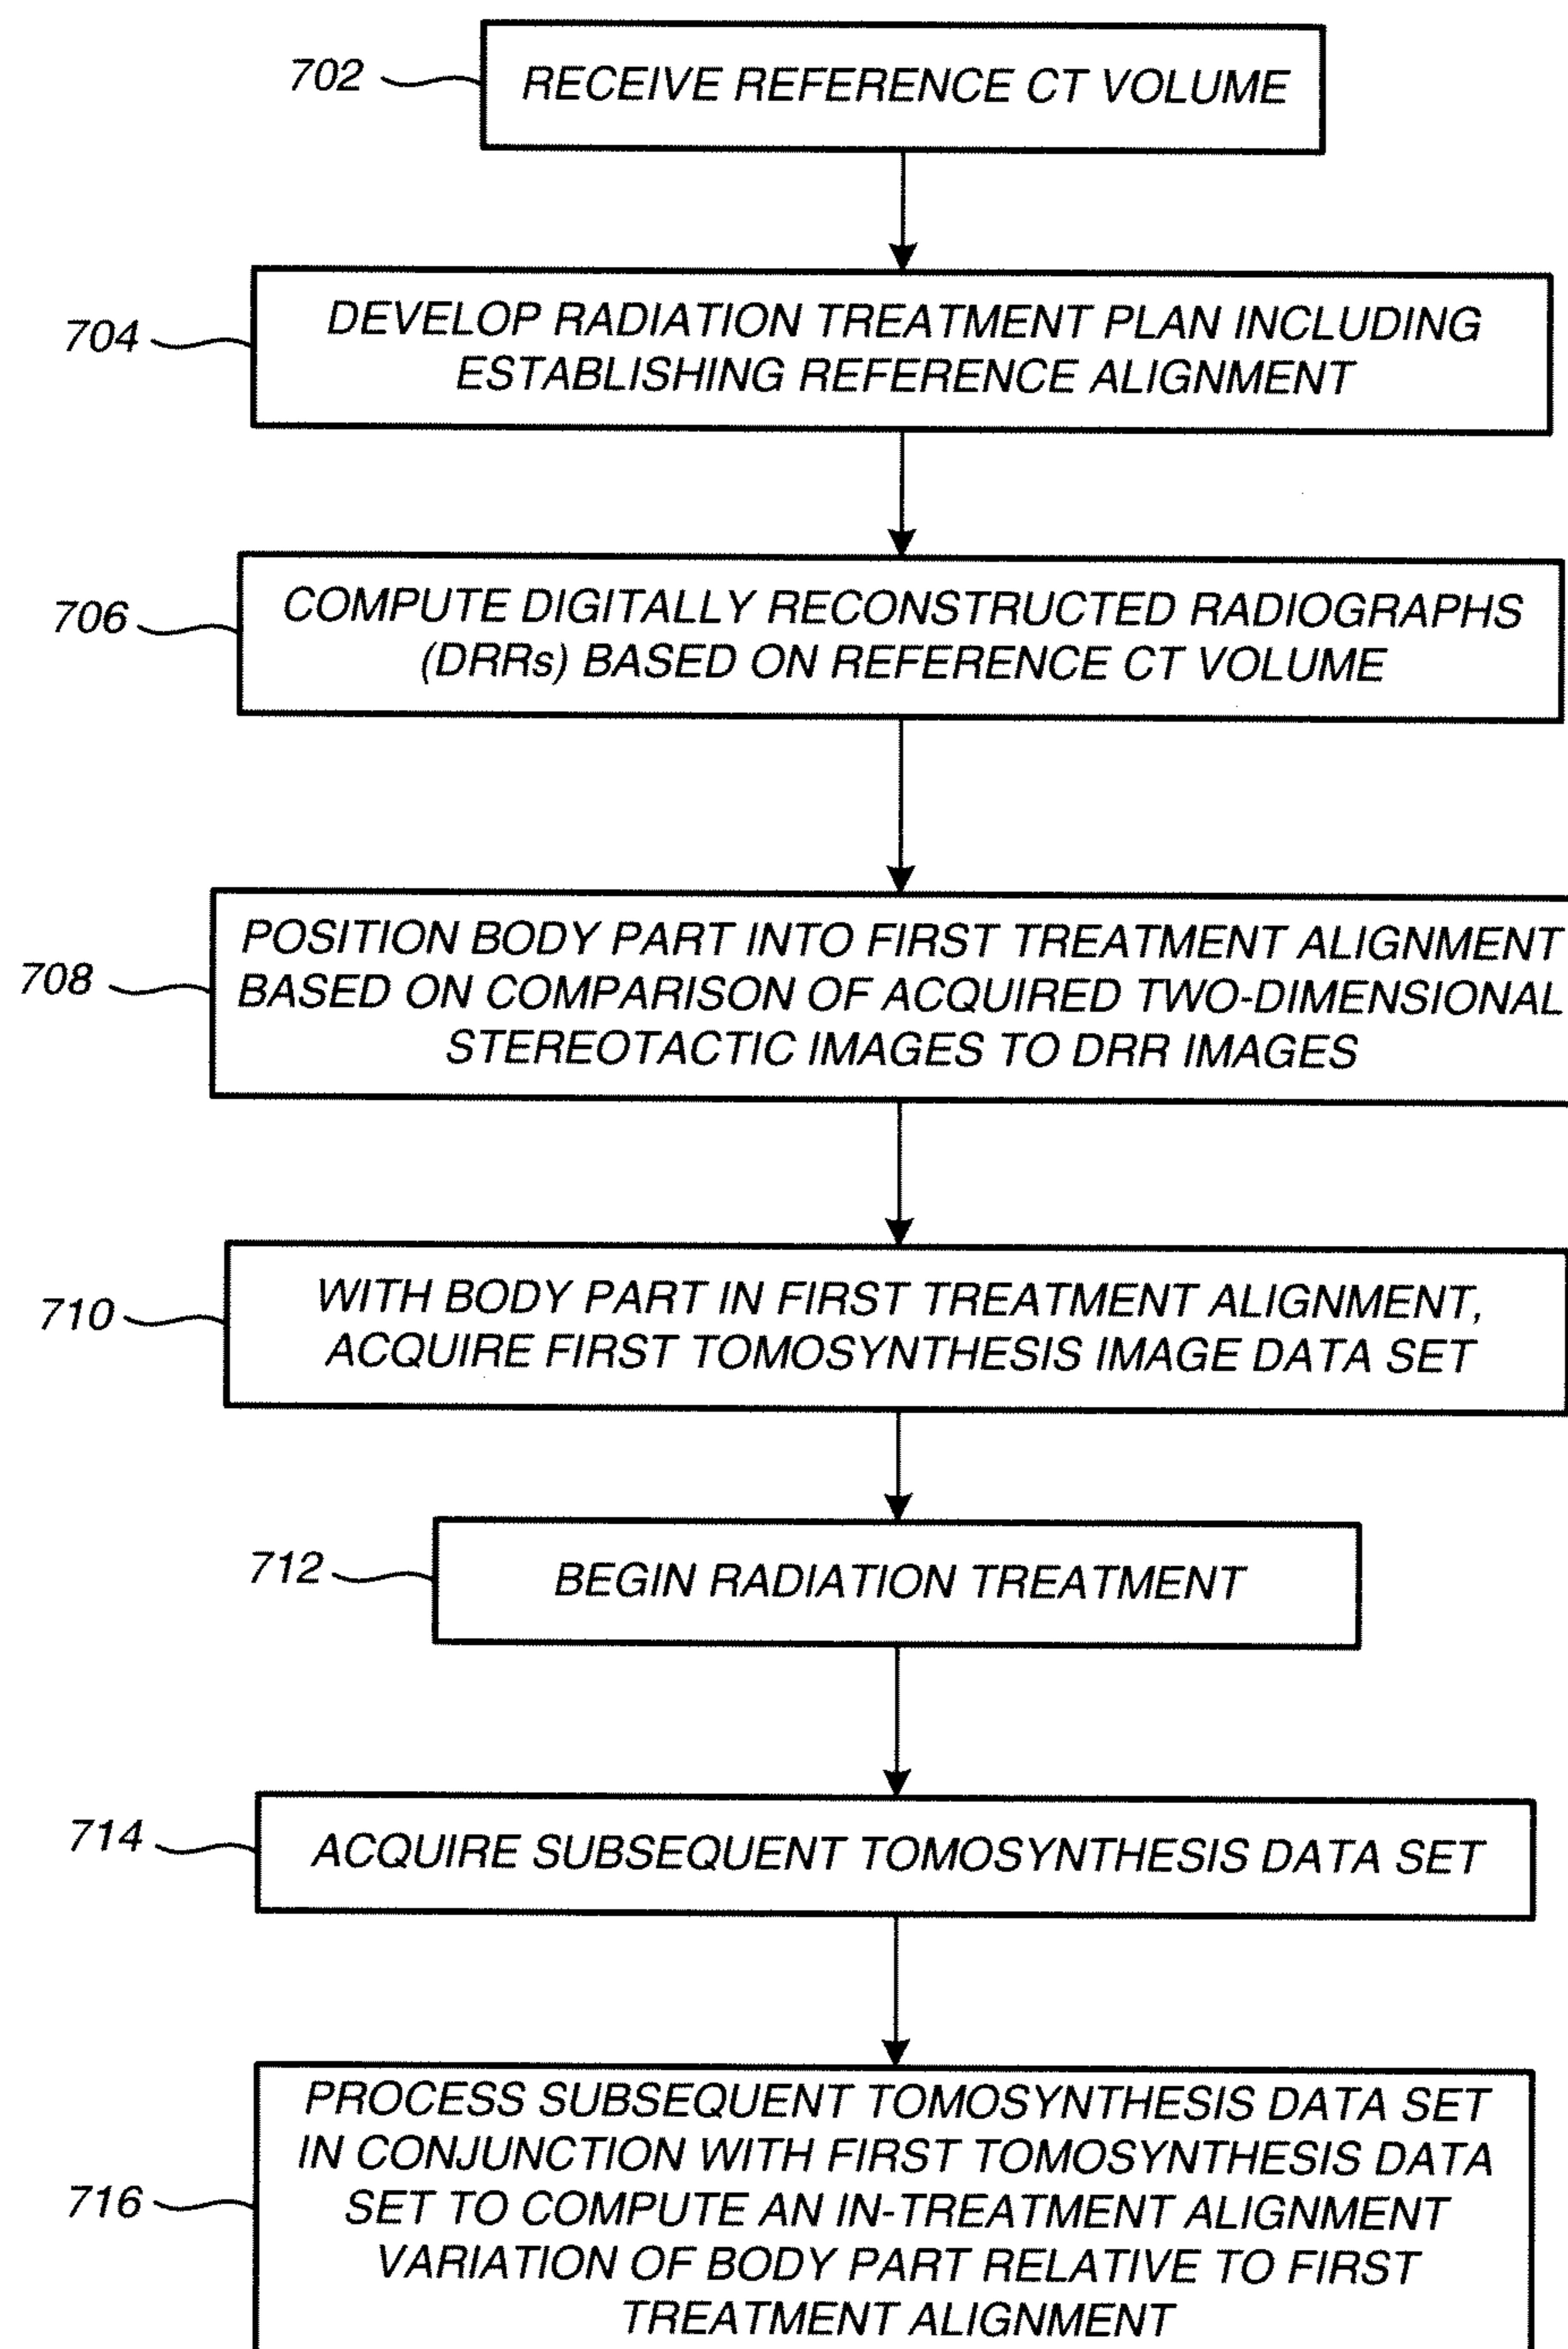 702
RECEIVE REFERENCE CT VOLUME
704
DEVELOP RADIATION TREATMENT PLAN INCLUDING
ESTABLISHING REFERENCE ALIGNMENT
706
COMPUTE DIGITALLY RECONSTRUCTED RADIOGRAPHS
(DRRs) BASED ON REFERENCE CT VOLUME
708
POSITION BODY PART INTO FIRST TREATMENT ALIGNMENT
BASED ON COMPARISON OF ACQUIRED TWO-DIMENSIONAL
STEREOTACTIC IMAGES TO DRR IMAGES
710
WITH BODY PART IN FIRST TREATMENT ALIGNMENT,
ACQUIRE FIRST TOMOSYNTHESIS IMAGE DATA SET
712
BEGIN RADIATION TREATMENT
714
ACQUIRE SUBSEQUENT TOMOSYNTHESIS DATA SET
716
PROCESS SUBSEQUENT TOMOSYNTHESIS DATA SET
IN CONJUNCTION WITH FIRST TOMOSYNTHESIS DATA
SET TO COMPUTE AN IN-TREATMENT ALIGNMENT
VARIATION OF BODY PART RELATIVE TO FIRST
TREATMENT ALIGNMENT